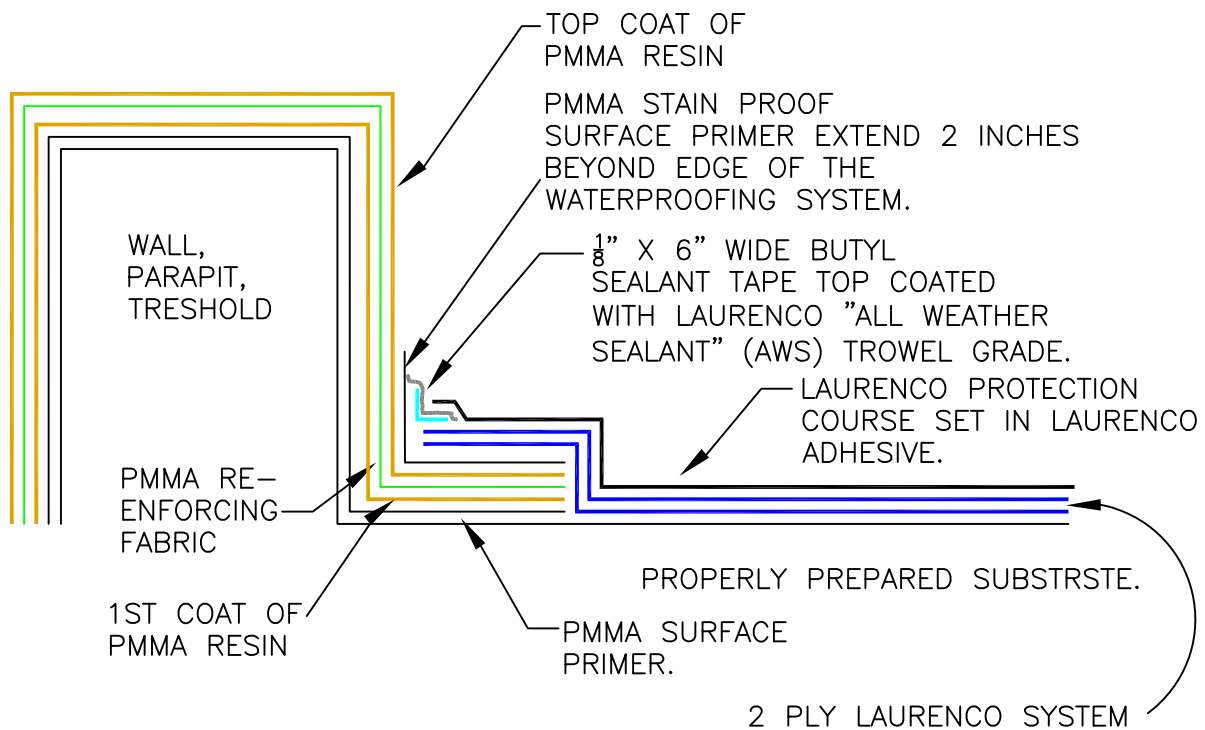 TOP COAT OF
PMMA RESIN
PMMA STAIN PROOF
SURFACE PRIMER EXTEND 2 INCHES
BEYOND EDGE OF THE
WATERPROOFING SYSTEM.
WALL,
PARAPIT,
TRESHOLD
1/8” X 6” WIDE BUTYL
SEALANT TAPE TOP COATED
WITH LAURENCO ”ALL WEATHER
SEALANT” (AWS) TROWEL GRADE.
LAURENCO PROTECTION
COURSE SET IN LAURENCO
ADHESIVE.
PMMA RE-
ENFORCING
FABRIC
PROPERLY PREPARED SUBSTRSTE.
1ST COAT OF
PMMA RESIN
PMMA SURFACE
PRIMER.
2 PLY LAURENCO SYSTEM